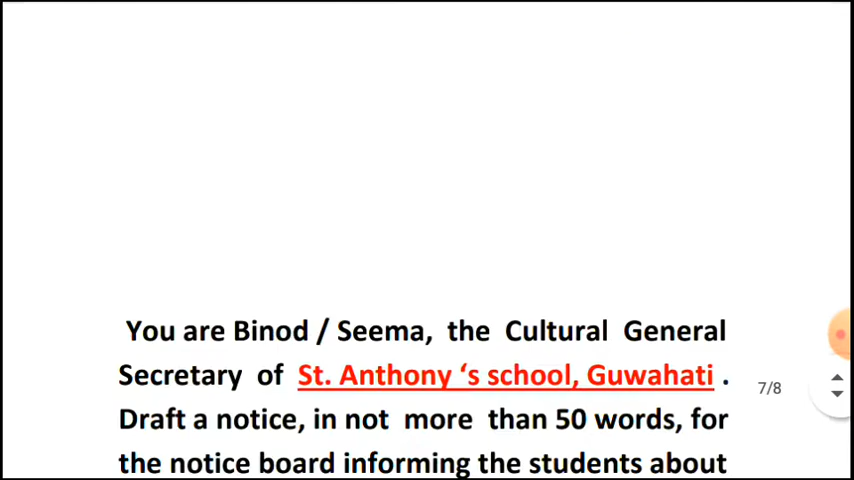 You are Binod / Seema, the Cultural General
Secretary of St. Anthony ‘s school, Guwahati .
7/8
Draft a notice, in not more than 50 words, for
the notice board informing the students about